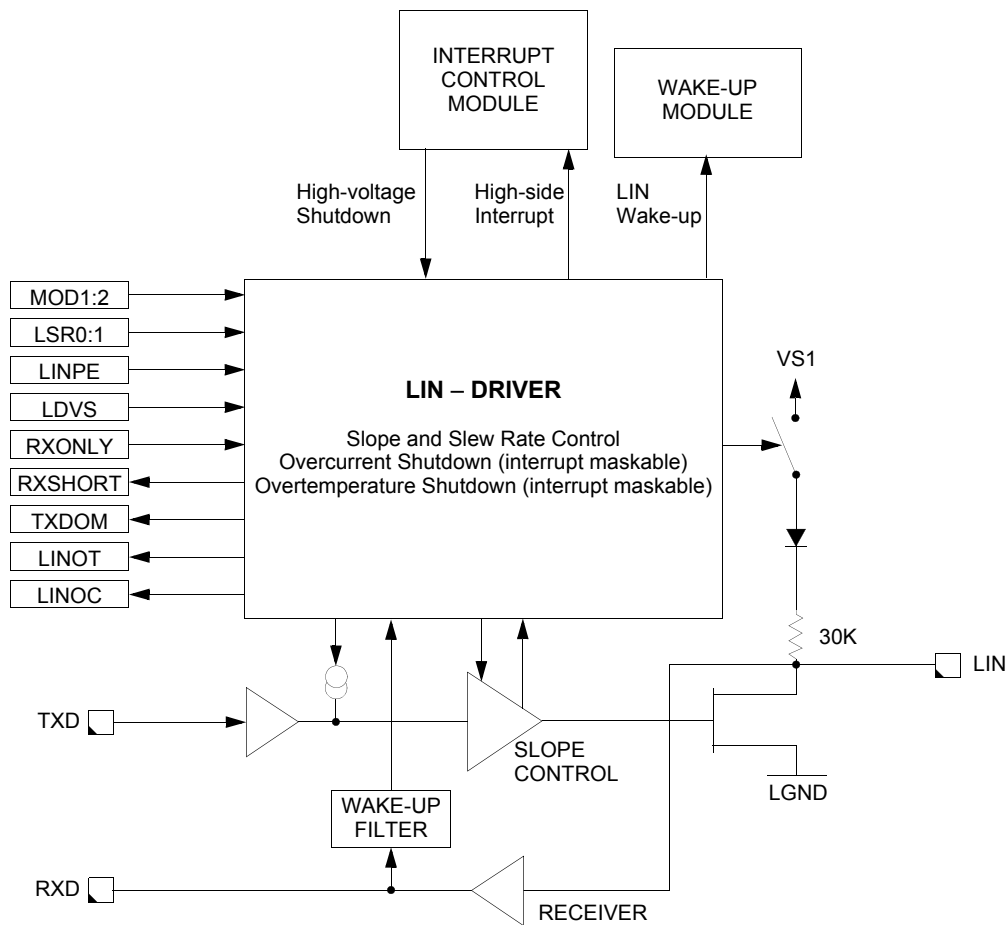 INTERRUPT
CONTROL
MODULE
WAKE-UP
MODULE
High-voltage
Shutdown
High-side
Interrupt
LIN
Wake-up
MOD1:2
LSR0:1
LINPE
LDVS
RXONLY
RXSHORT
TXDOM
LINOT
LINOC
LIN – DRIVER
Slope and Slew Rate Control
Overcurrent Shutdown (interrupt maskable)
Overtemperature Shutdown (interrupt maskable)
VS1
30K
LIN
TXD
SLOPE
CONTROL
LGND
WAKE-UP
FILTER
RXD
RECEIVER